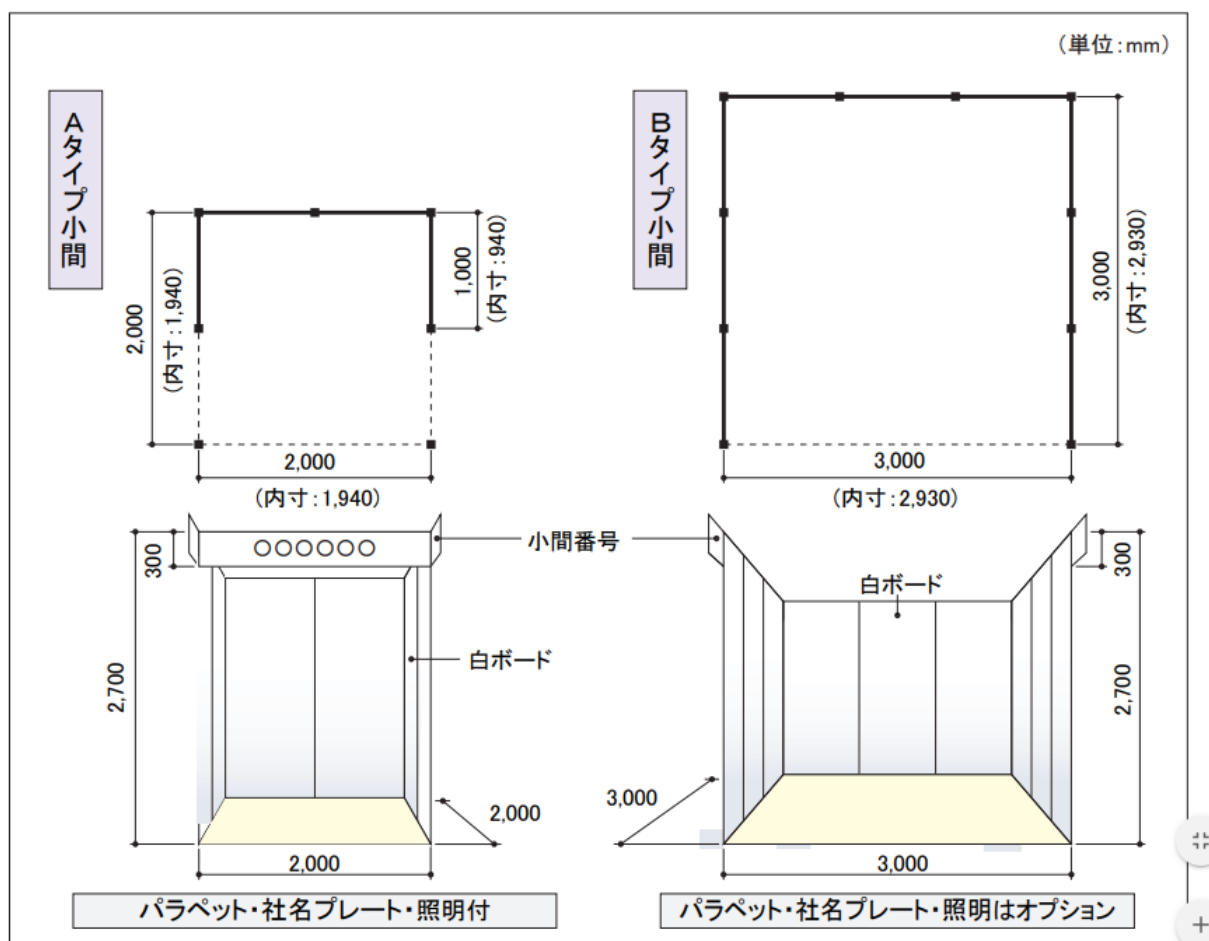 （単位：mm）
Aタイプ小間
2,000
（内寸：1,940）
1,000
（内寸：940）
2,000
（内寸：1,940）
Bタイプ小間
3,000
（内寸：2,930）
3,000
（内寸：2,930）
300
○○○○○○
小間番号
白ボード
2,700
2,000
2,000
白ボード
300
2,700
3,000
3,000
パラペット・社名プレート・照明付
パラペット・社名プレート・照明はオプション